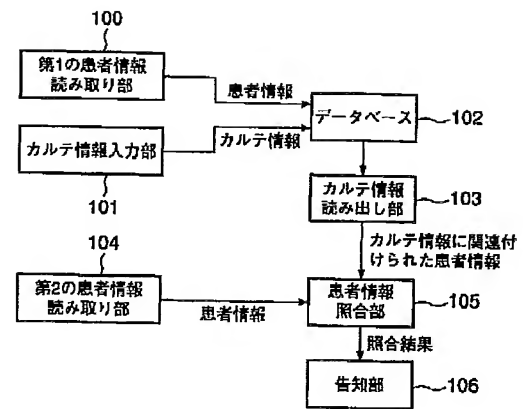 100
第1の患者情報
読み取り部
患者情報
データベース
102
カルテ情報入力部
カルテ情報
101
カルテ情報
読み出し部
103
104
カルテ情報に関連付
けられた患者情報
第2の患者情報
読み取り部
患者情報
患者情報
照合部
105
照合結果
告知部
106